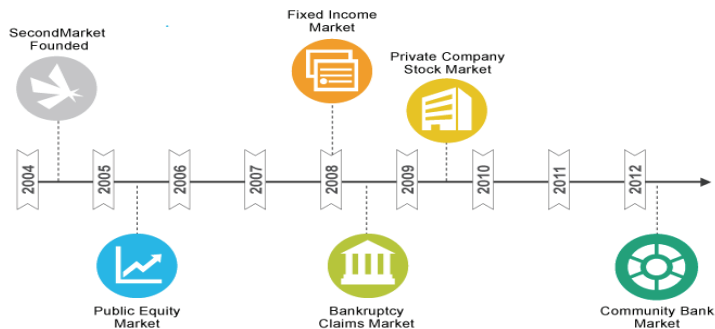 SecondMarket
Founded
Fixed Income
Market
Private Company
Stock Market
2004
2005
2006
2007
2008
2009
2010
2011
2012
Public Equity
Market
Bankruptcy
Claims Market
Community Bank
Market